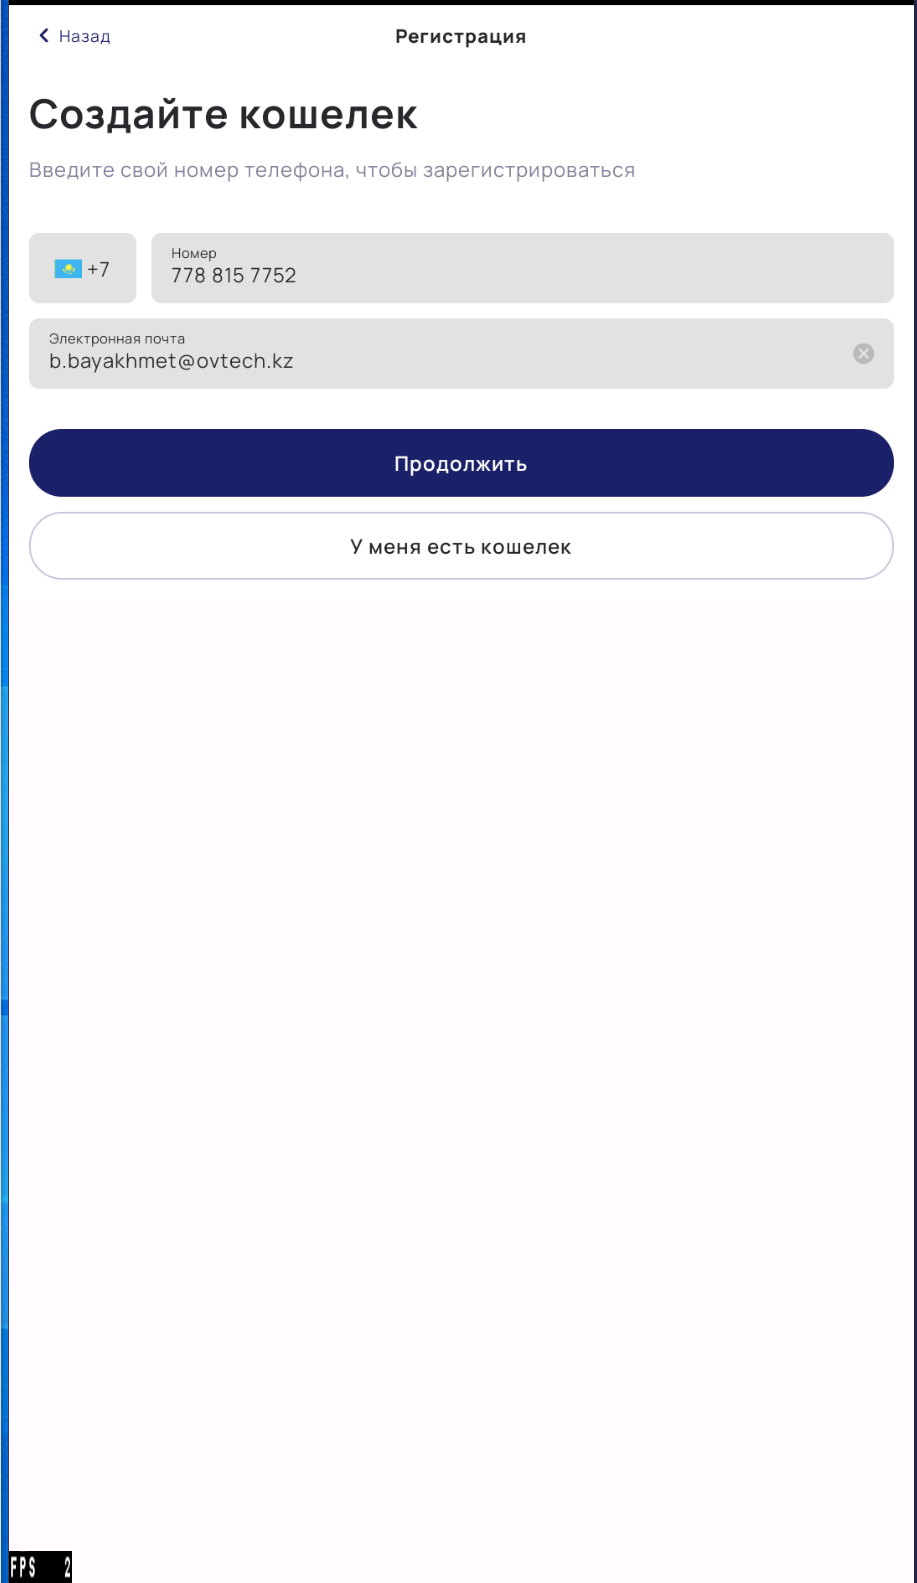 Назад
Регистрация
Создайте кошелек
Введите свой номер телефона, чтобы зарегистрироваться
+7
Номер
778 815 7752
Электронная почта
b.bayakhmet@ovtech.kz
Продолжить
У меня есть кошелек
FPS 2